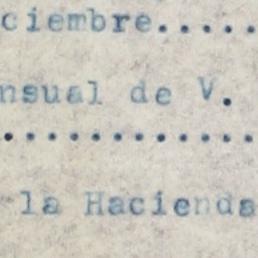 ciembre.....
nsual de V.
............
la Hacienda